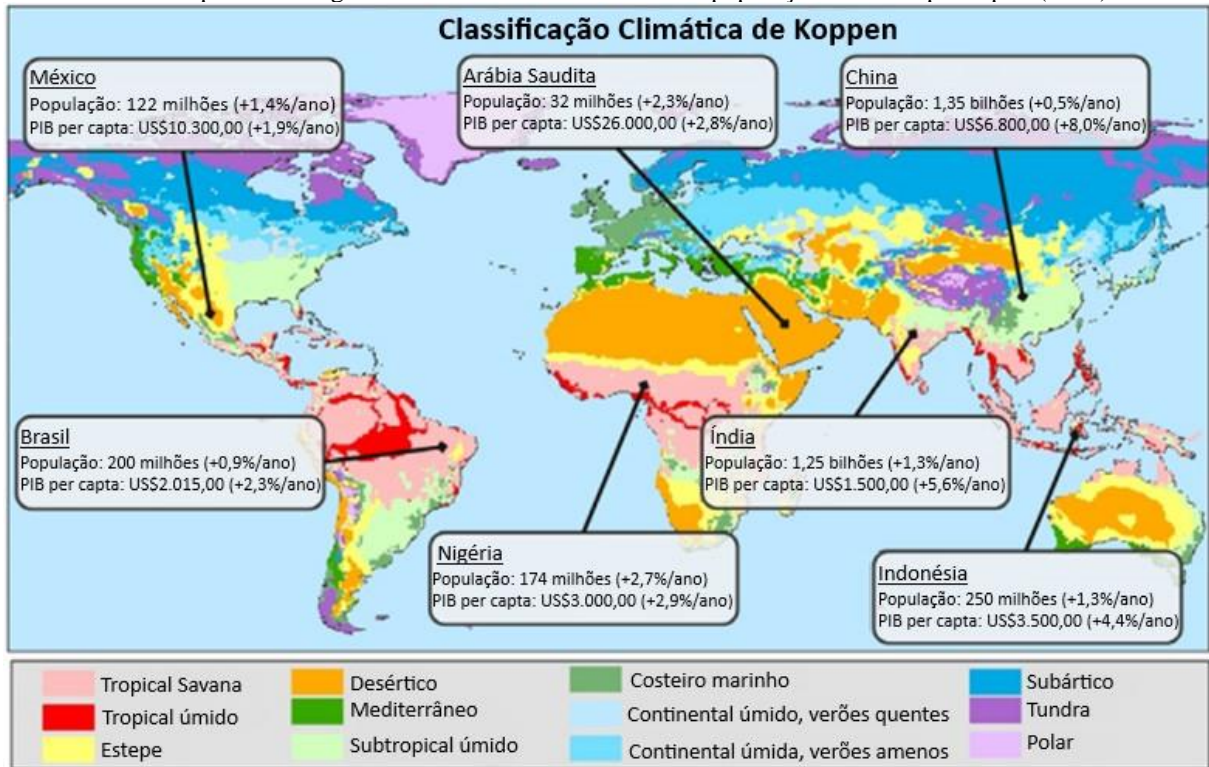 Classificação Climática de Koppen
México
População: 122 milhões (+1,4%/ano)
PIB per capta: US$10.300,00 (+1,9%/ano)
Arábia Saudita
População: 32 milhões (+2,3%/ano)
PIB per capta: US$26.000,00 (+2,8%/ano)
China
População: 1,35 bilhões (+0,5%/ano)
PIB per capta: US$6.800,00 (+8,0%/ano)
Brasil
População: 200 milhões (+0,9%/ano)
PIB per capta: US$2.015,00 (+2,3%/ano)
Índia
População: 1,25 bilhões (+1,3%/ano)
PIB per capta: US$1.500,00 (+5,6%/ano)
Nigéria
População: 174 milhões (+2,7%/ano)
PIB per capta: US$3.000,00 (+2,9%/ano)
Indonésia
População: 250 milhões (+1,3%/ano)
PIB per capta: US$3.500,00 (+4,4%/ano)
Tropical Savana
Tropical úmido
Estepe
Desértico
Mediterrâneo
Subtropical úmido
Costeiro marinho
Continental úmido, verões quentes
Continental úmida, verões amenos
Subártico
Tundra
Polar